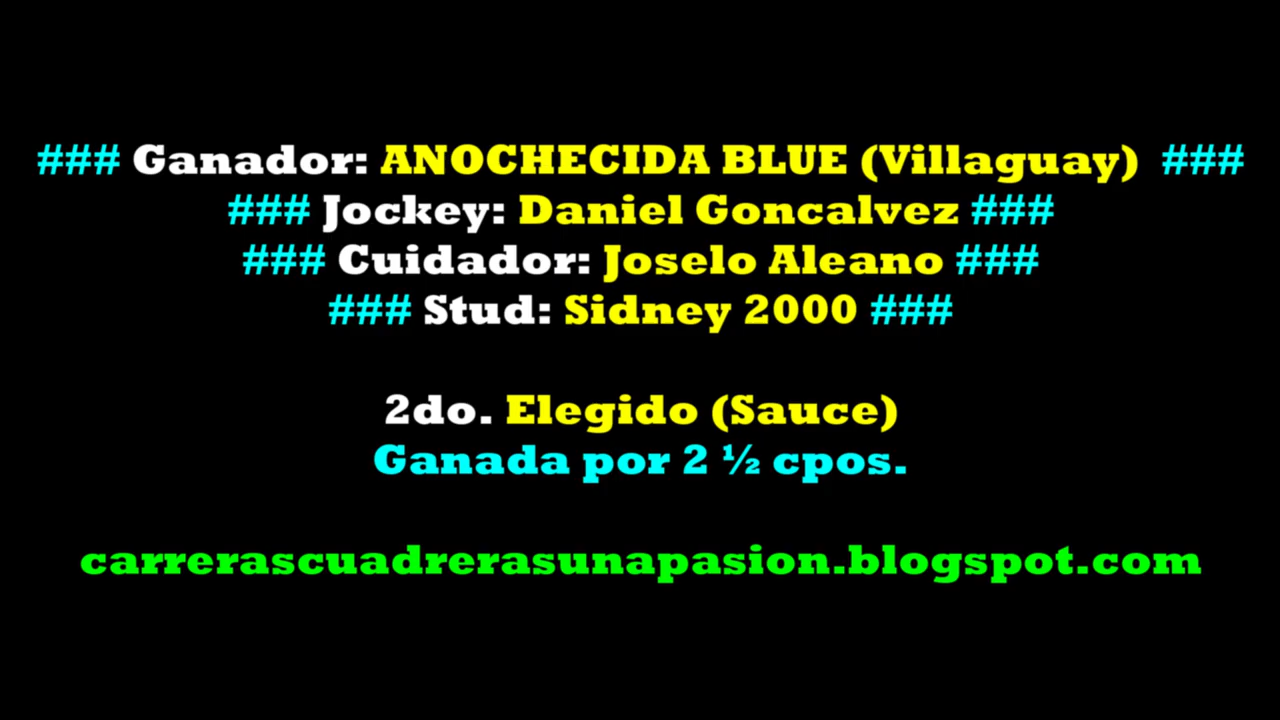 ### Ganador: ANOCHECIDA BLUE (Villaguay) ###
### Jockey: Daniel Goncalvez ###
### Cuidador: Joselo Aleano ###
### Stud: Sidney 2000 ###
2do. Elegido (Sauce)
Ganada por 2 ½ cpos.
carrerascuadrerasunapasion.blogspot.com